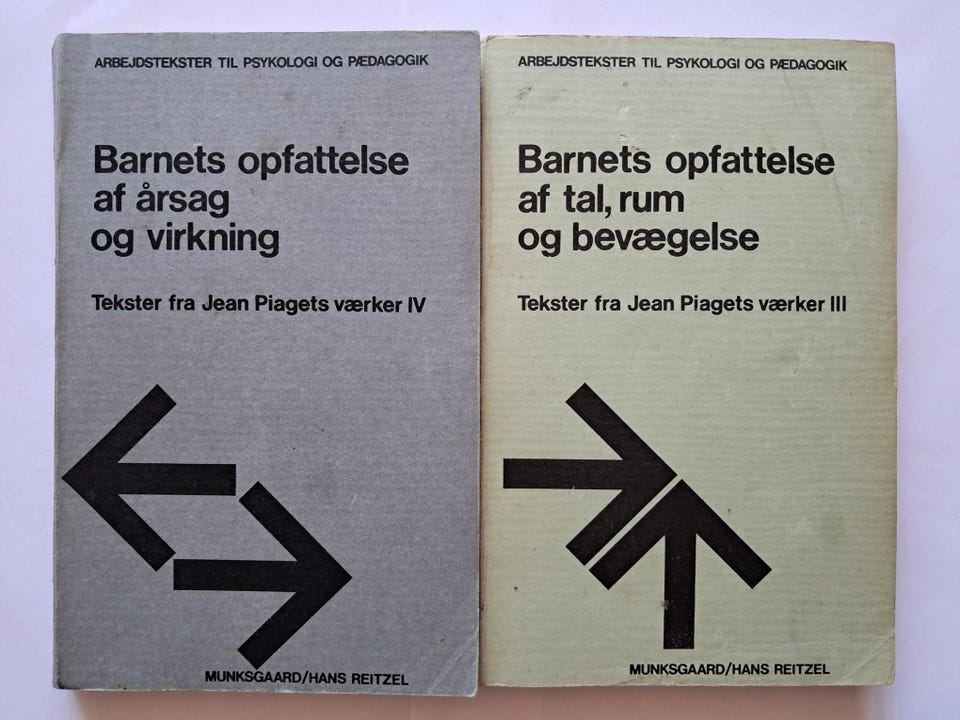 ARBEJDSTEKSTER TIL PSYKOLOGI OG PÆDAGOGIK
Barnets opfattelse
af årsag
og virkning
Tekster fra Jean Piagets værker IV
MUNKSGAARD/HANS REITZEL
ARBEJDSTEKSTER TIL PSYKOLOGI OG PÆDAGOGIK
Barnets opfattelse
af tal, rum
og bevægelse
Tekster fra Jean Piagets værker III
MUNKSGAARD/HANS REITZEL